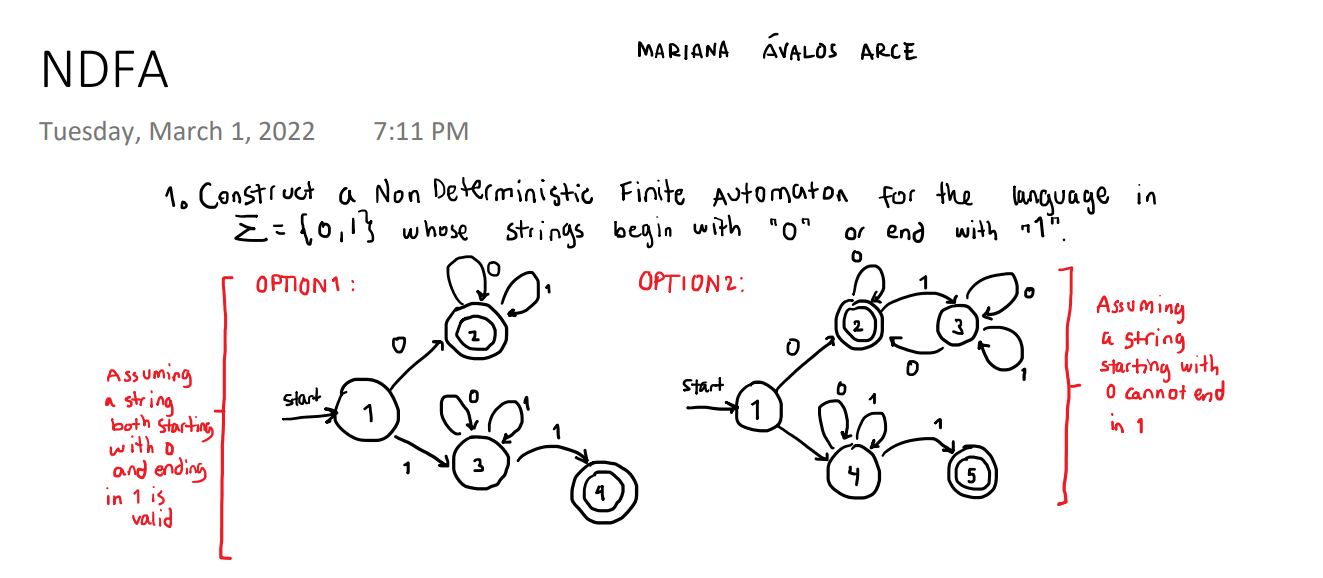 NDFA
MARIANA ÁVALOS ARCE
Tuesday, March 1, 2022 7:11 PM
1. Construct a Non Deterministic Finite Automaton for the language in
Σ = {0,1} whose strings begin with "0" or end with "1".
OPTION 1:
Assuming
a string
both starting
with 0
and ending
in 1 is
valid
Start
1
0
2
0
1
1
3
0
1
1
4
OPTION 2:
Start
1
0
2
0
1
3
0
1
0
4
0
1
1
5
Assuming
a string
starting with
0 cannot end
in 1